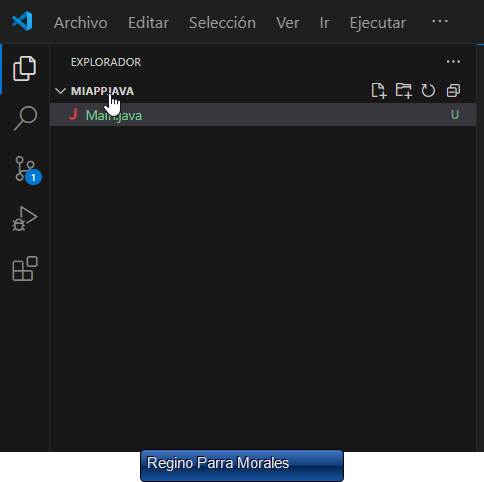 Archivo Editar Selección Ver Ir Ejecutar ···
EXPLORADOR ···
MIAPPJAVA
J Main.java U
1
Regino Parra Morales